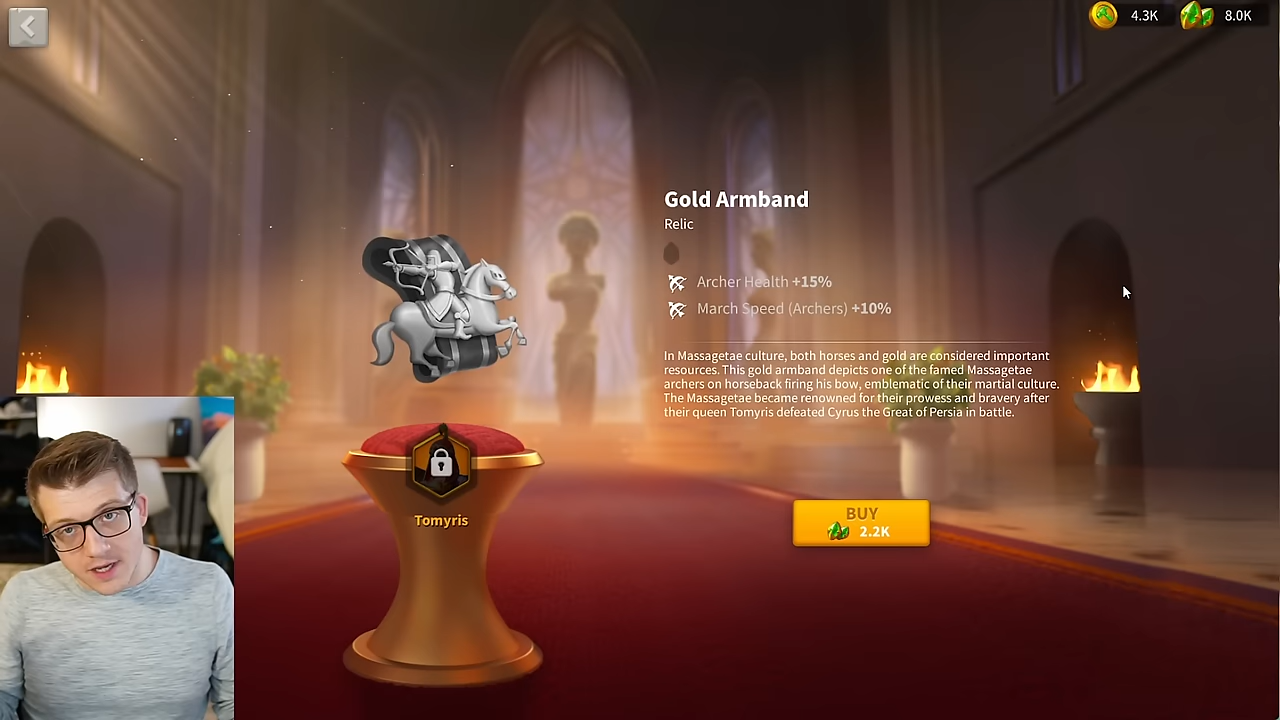 4.3K
8.0K
Gold Armband
Relic
Archer Health +15%
March Speed (Archers) +10%
In Massagetae culture, both horses and gold are considered important
resources. This gold armband depicts one of the famed Massagetae
archers on horseback firing his bow, emblematic of their martial culture.
The Massagetae became renowned for their prowess and bravery after
their queen Tomyris defeated Cyrus the Great of Persia in battle.
Tomyris
BUY
2.2K